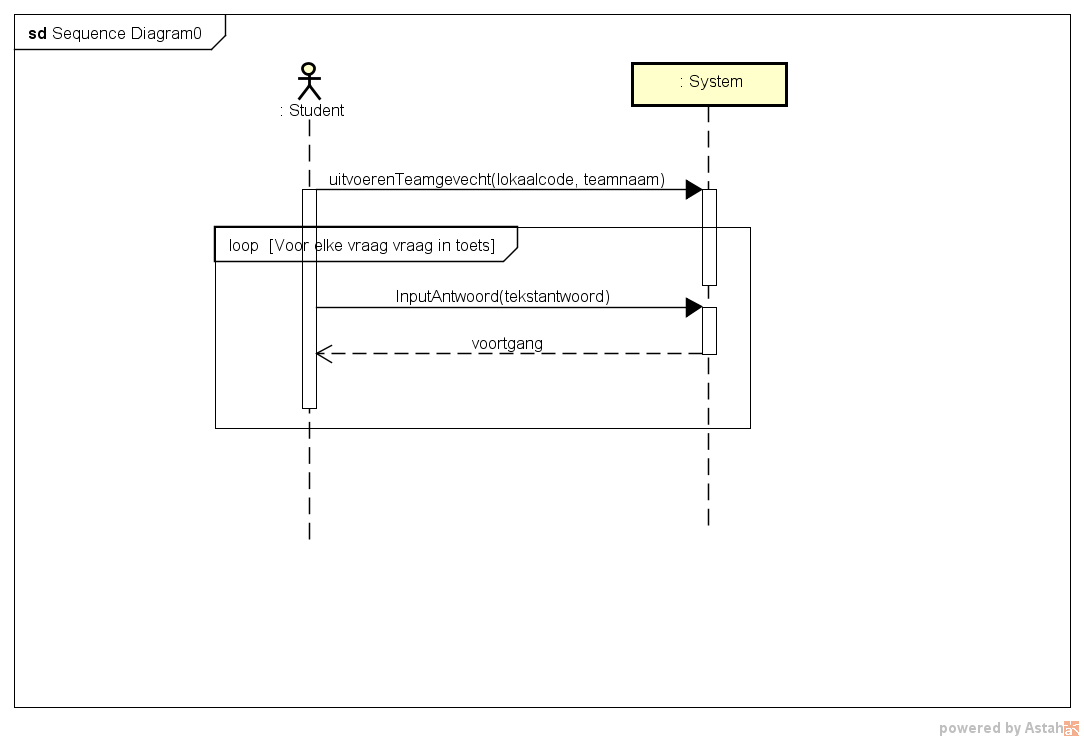 sd Sequence Diagram0
: Student
: System
uitvoerenTeamgevecht(lokaalcode, teamnaam)
loop [Voor elke vraag vraag in toets]
InputAntwoord(tekstantwoord)
voortgang
powered by Astah